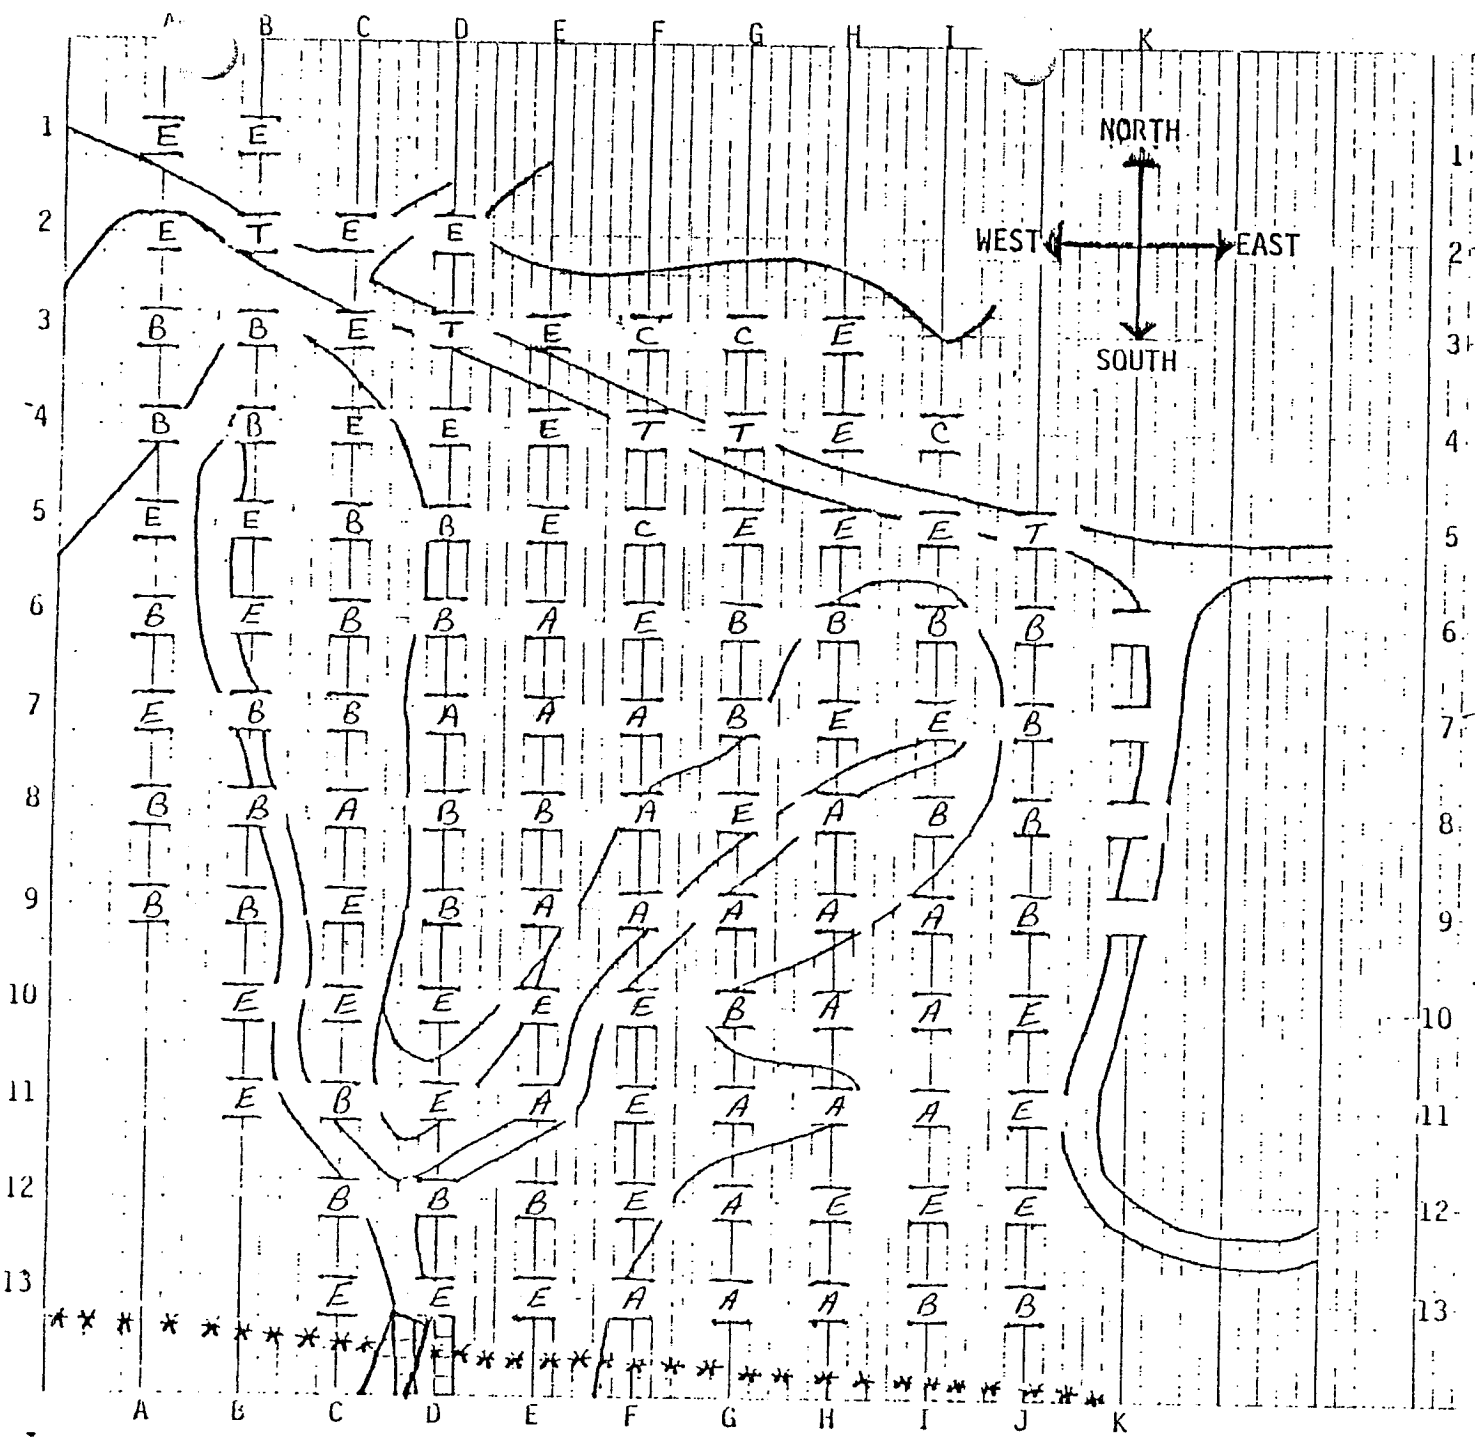 A B C D E F G H I K
NORTH
1 E E 1
2 E T E E WEST EAST 2
3 B B E T E C C E 3
SOUTH
4 B B E E E T T E C 4
5 E E B B E C E E E T 5
6 B E B B A E B B B B 6
7 E B B A A A B E E B 7
8 B B A B B A E A B B 8
9 B B E B A A A A A B 9
10 E E E E E B A A E 10
11 E B E A E A A A E 11
12 B B B E A E E E 12
13 E E E A A A B B 13
* * * * * * * * * * * * * * * * * * * * * * * * * * * * * *
A B C D E F G H I J K